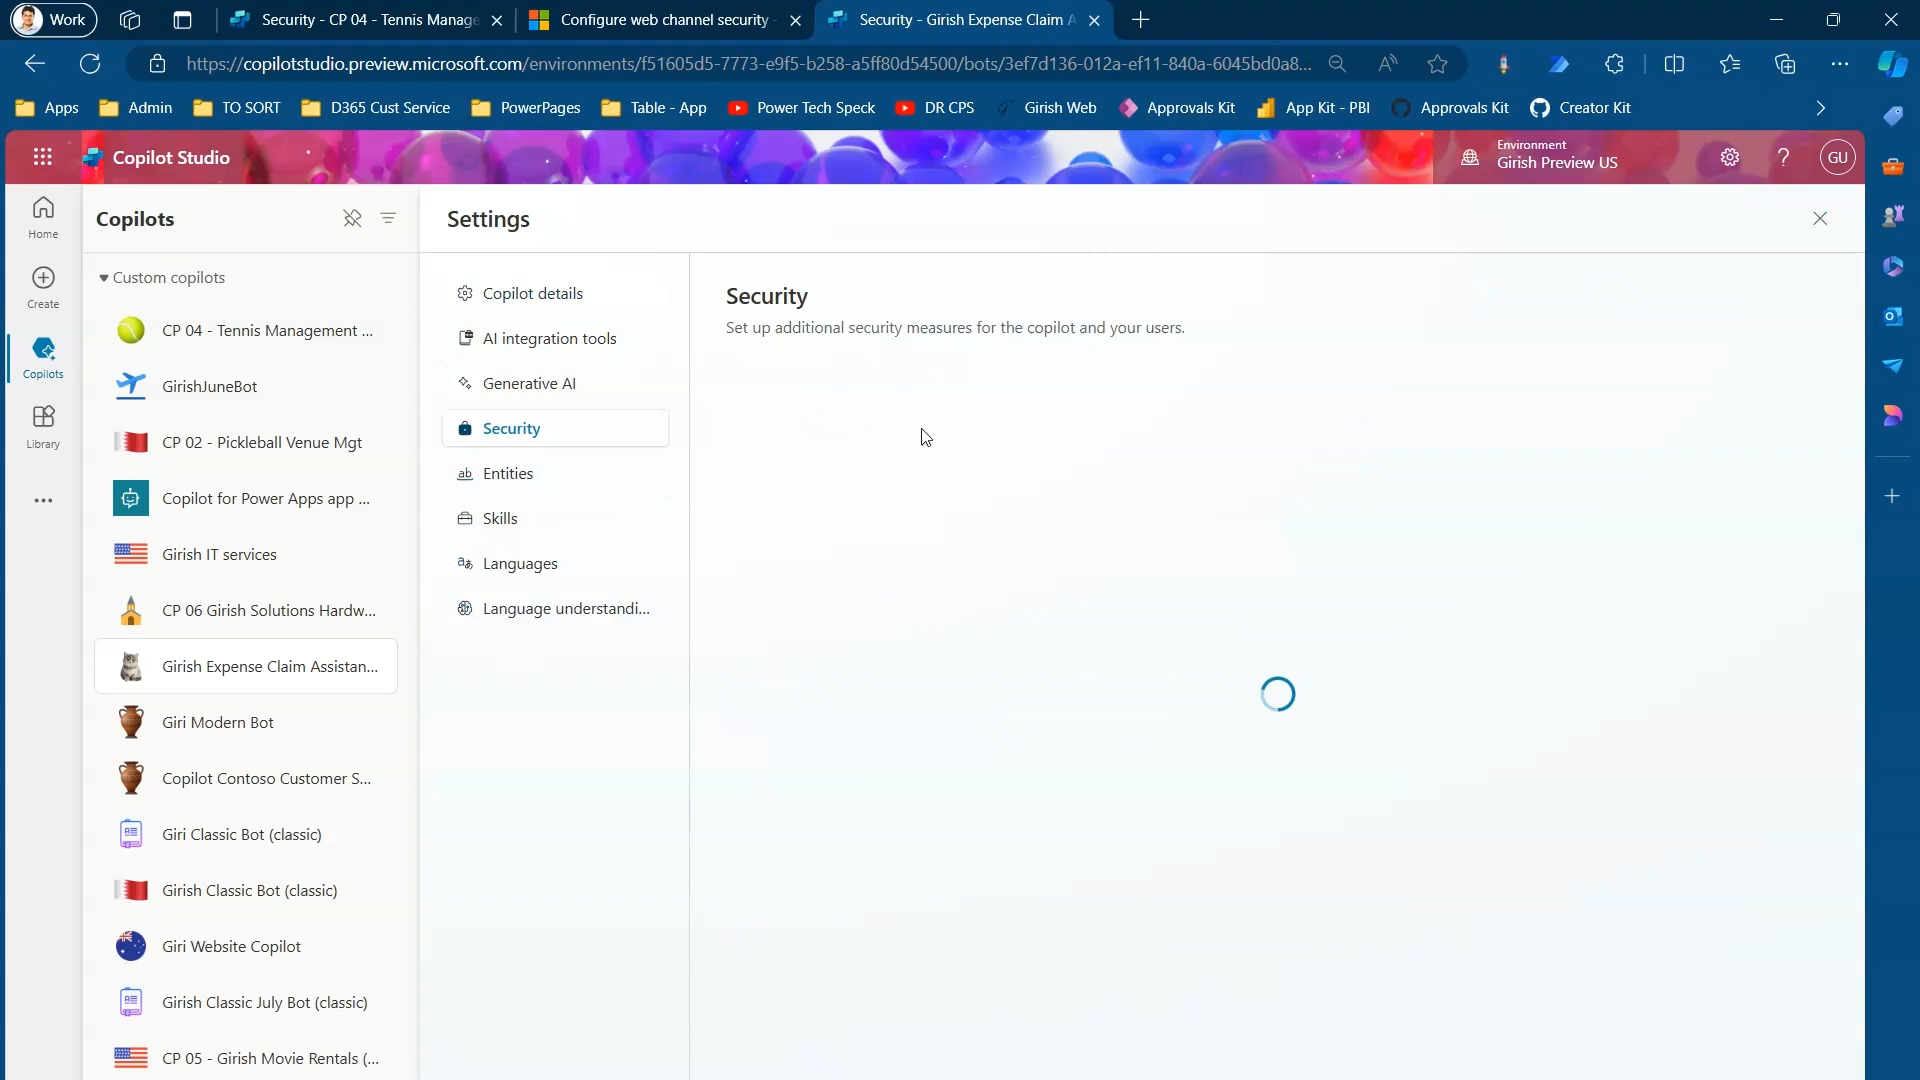 Work
Security - CP 04 - Tennis Manage
Configure web channel security
Security - Girish Expense Claim A
https://copilotstudio.preview.microsoft.com/environments/f51605d5-7773-e9f5-b258-a5ff80d54500/bots/3ef7d136-012a-ef11-840a-6045bd0a8...
Apps
Admin
TO SORT
D365 Cust Service
PowerPages
Table - App
Power Tech Speck
DR CPS
Girish Web
Approvals Kit
App Kit - PBI
Approvals Kit
Creator Kit
Copilot Studio
Environment
Girish Preview US
GU
Home
Create
Copilots
Library
Copilots
Custom copilots
CP 04 - Tennis Management ...
GirishJuneBot
CP 02 - Pickleball Venue Mgt
Copilot for Power Apps app ...
Girish IT services
CP 06 Girish Solutions Hardw...
Girish Expense Claim Assistan...
Giri Modern Bot
Copilot Contoso Customer S...
Giri Classic Bot (classic)
Girish Classic Bot (classic)
Giri Website Copilot
Girish Classic July Bot (classic)
CP 05 - Girish Movie Rentals (...
Settings
Copilot details
AI integration tools
Generative AI
Security
Entities
Skills
Languages
Language understandi...
Security
Set up additional security measures for the copilot and your users.